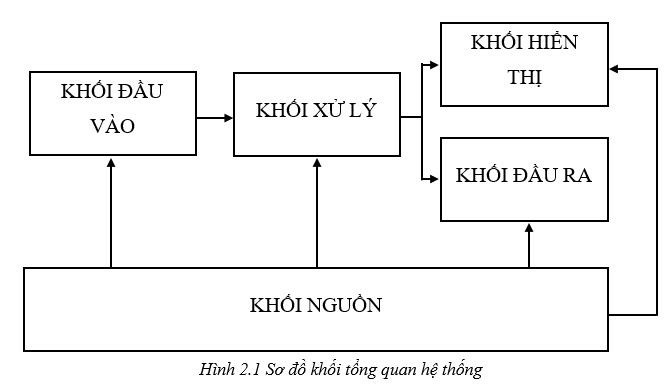 KHỐI HIỂN
THỊ
KHỐI ĐẦU
VÀO
KHỐI XỬ LÝ
KHỐI ĐẦU RA
KHỐI NGUỒN
Hình 2.1 Sơ đồ khối tổng quan hệ thống